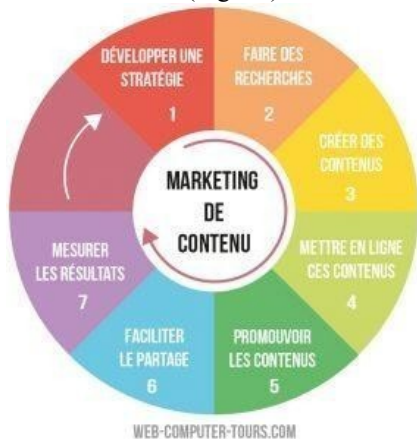 DÉVELOPPER UNE
STRATÉGIE
1
FAIRE DES
RECHERCHES
2
CRÉER DES
CONTENUS
3
METTRE EN LIGNE
CES CONTENUS
4
PROMOUVOIR
LES CONTENUS
5
FACILITER
LE PARTAGE
6
MESURER
LES RÉSULTATS
7
MARKETING
DE
CONTENU
WEB-COMPUTER-TOURS.COM